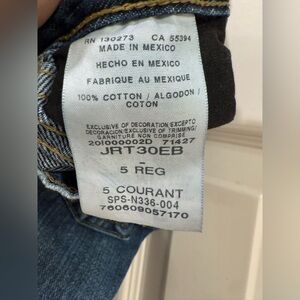 RN 130273 CA 55394
MADE IN MEXICO
HECHO EN MEXICO
FABRIQUE AU MEXIQUE
100% COTTON / ALGODON /
COTON
EXCLUSIVE OF DECORATION/EXCEPTO
DECORACION/EXCLUSIVE OF TRIMMING/
GARNITURE NON COMPRISE
20I000002D 71427
JRT30EB
-
5 REG
-
5 COURANT
SPS-N336-004
760609057170